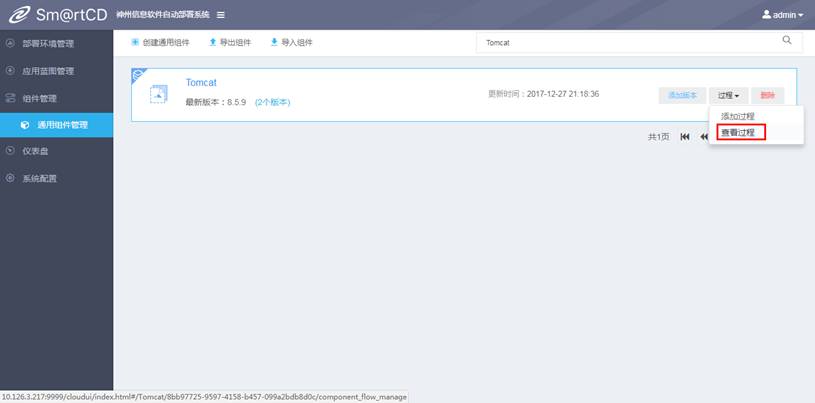 Sm@rtCD 神州信息软件自动部署系统 admin
部署环境管理
应用蓝图管理
组件管理
通用组件管理
仪表盘
系统配置
创建通用组件 导出组件 导入组件 Tomcat
Tomcat
最新版本：8.5.9 (2个版本)
更新时间：2017-12-27 21:18:36
添加版本 过程 删除
添加过程
查看过程
共1页
10.126.3.217:9999/cloudui/index.html#/Tomcat/8bb97725-9597-4158-b457-099a2bdb8d0c/component_flow_manage